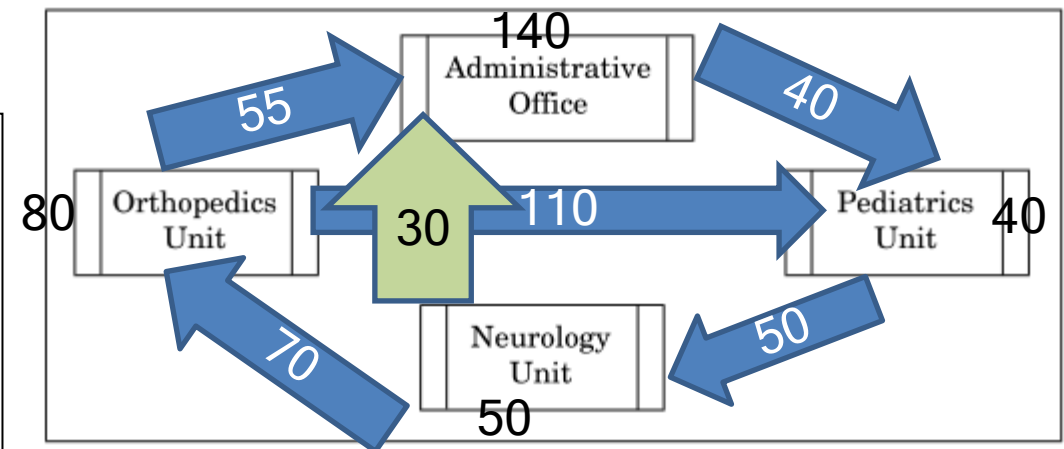 140
Administrative
Office
55
40
80
Orthopedics
Unit
30
110
Pediatrics
Unit
40
70
Neurology
Unit
50
50